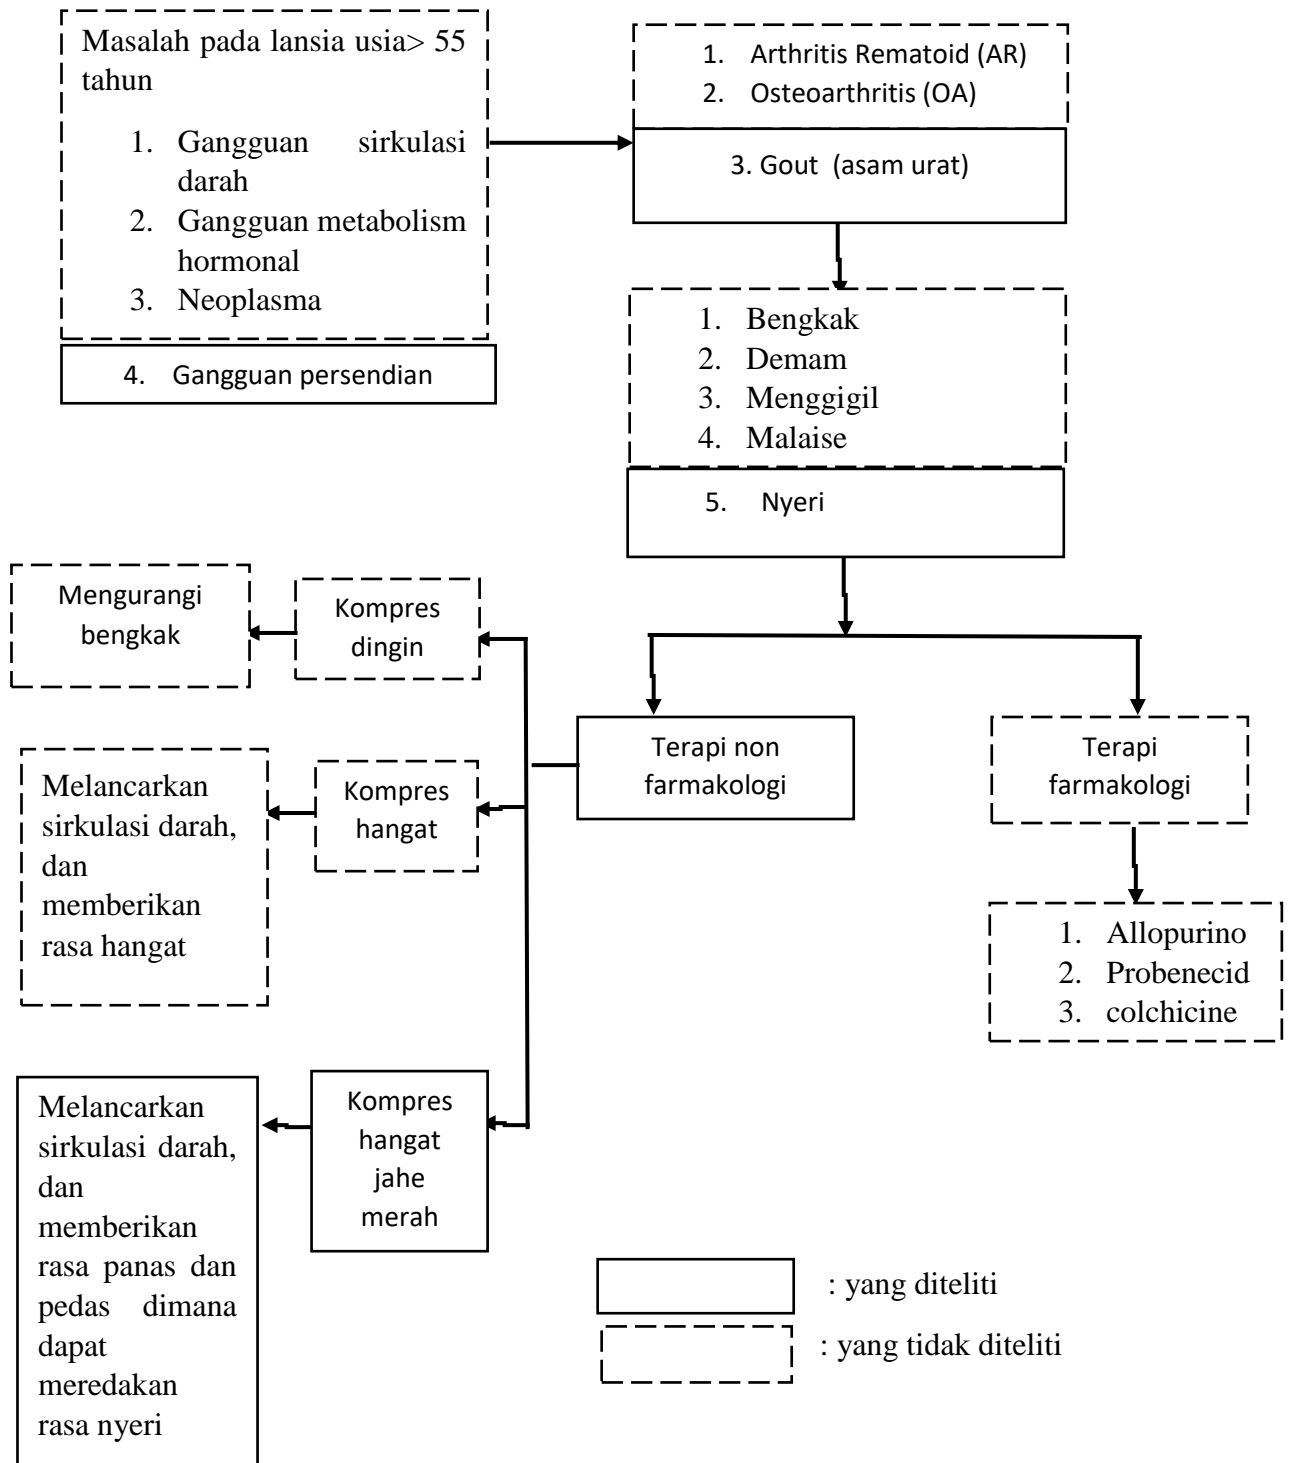 Masalah pada lansia usia> 55
tahun
1. Gangguan sirkulasi
darah
2. Gangguan metabolism
hormonal
3. Neoplasma
4. Gangguan persendian
1. Arthritis Rematoid (AR)
2. Osteoarthritis (OA)
3. Gout (asam urat)
1. Bengkak
2. Demam
3. Menggigil
4. Malaise
5. Nyeri
Mengurangi
bengkak
Kompres
dingin
Terapi non
farmakologi
Terapi
farmakologi
Melancarkan
sirkulasi darah,
dan
memberikan
rasa hangat
Kompres
hangat
1. Allopurino
2. Probenecid
3. colchicine
Melancarkan
sirkulasi darah,
dan
memberikan
rasa panas dan
pedas dimana
dapat
meredakan
rasa nyeri
Kompres
hangat
jahe
merah
: yang diteliti
: yang tidak diteliti